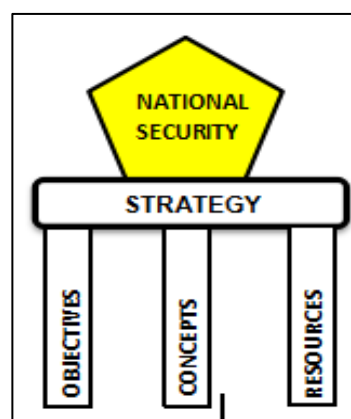 NATIONAL
SECURITY
STRATEGY
OBJECTIVES
CONCEPTS
RESOURCES